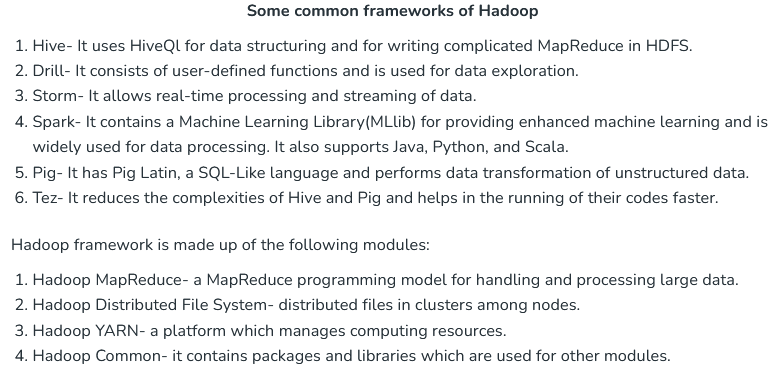 Some common frameworks of Hadoop
1. Hive- It uses HiveQl for data structuring and for writing complicated MapReduce in HDFS.
2. Drill- It consists of user-defined functions and is used for data exploration.
3. Storm- It allows real-time processing and streaming of data.
4. Spark- It contains a Machine Learning Library(MLlib) for providing enhanced machine learning and is
widely used for data processing. It also supports Java, Python, and Scala.
5. Pig- It has Pig Latin, a SQL-Like language and performs data transformation of unstructured data.
6. Tez- It reduces the complexities of Hive and Pig and helps in the running of their codes faster.
Hadoop framework is made up of the following modules:
1. Hadoop MapReduce- a MapReduce programming model for handling and processing large data.
2. Hadoop Distributed File System- distributed files in clusters among nodes.
3. Hadoop YARN- a platform which manages computing resources.
4. Hadoop Common- it contains packages and libraries which are used for other modules.